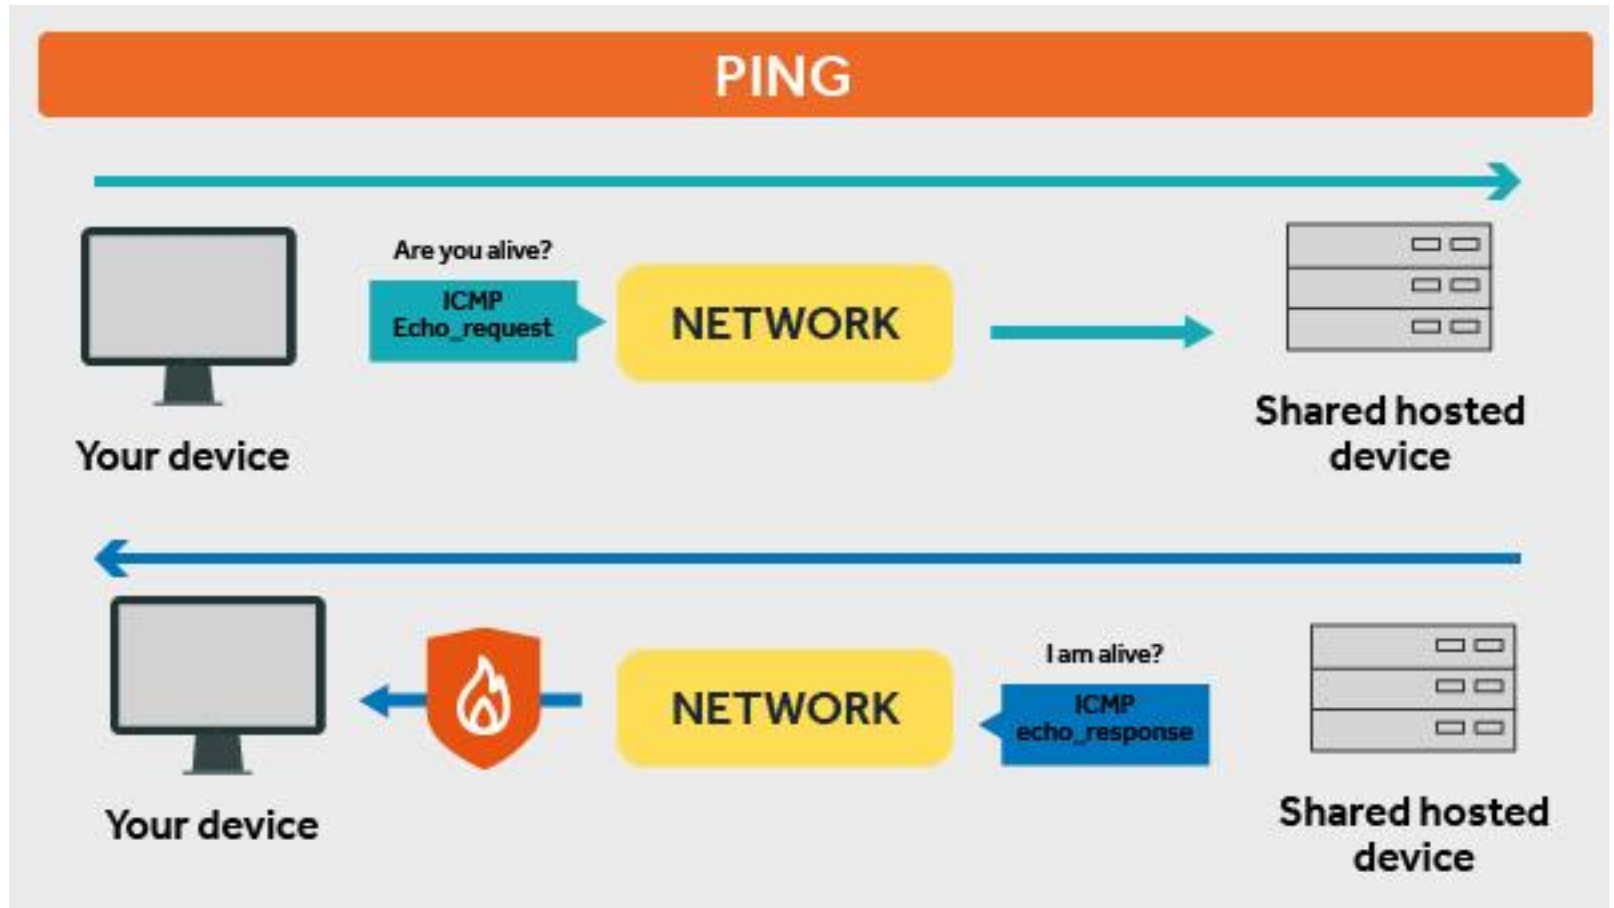 PING
Are you alive?
ICMP
Echo_request
NETWORK
Your device
Shared hosted
device
I am alive?
ICMP
echo_response
NETWORK
Your device
Shared hosted
device